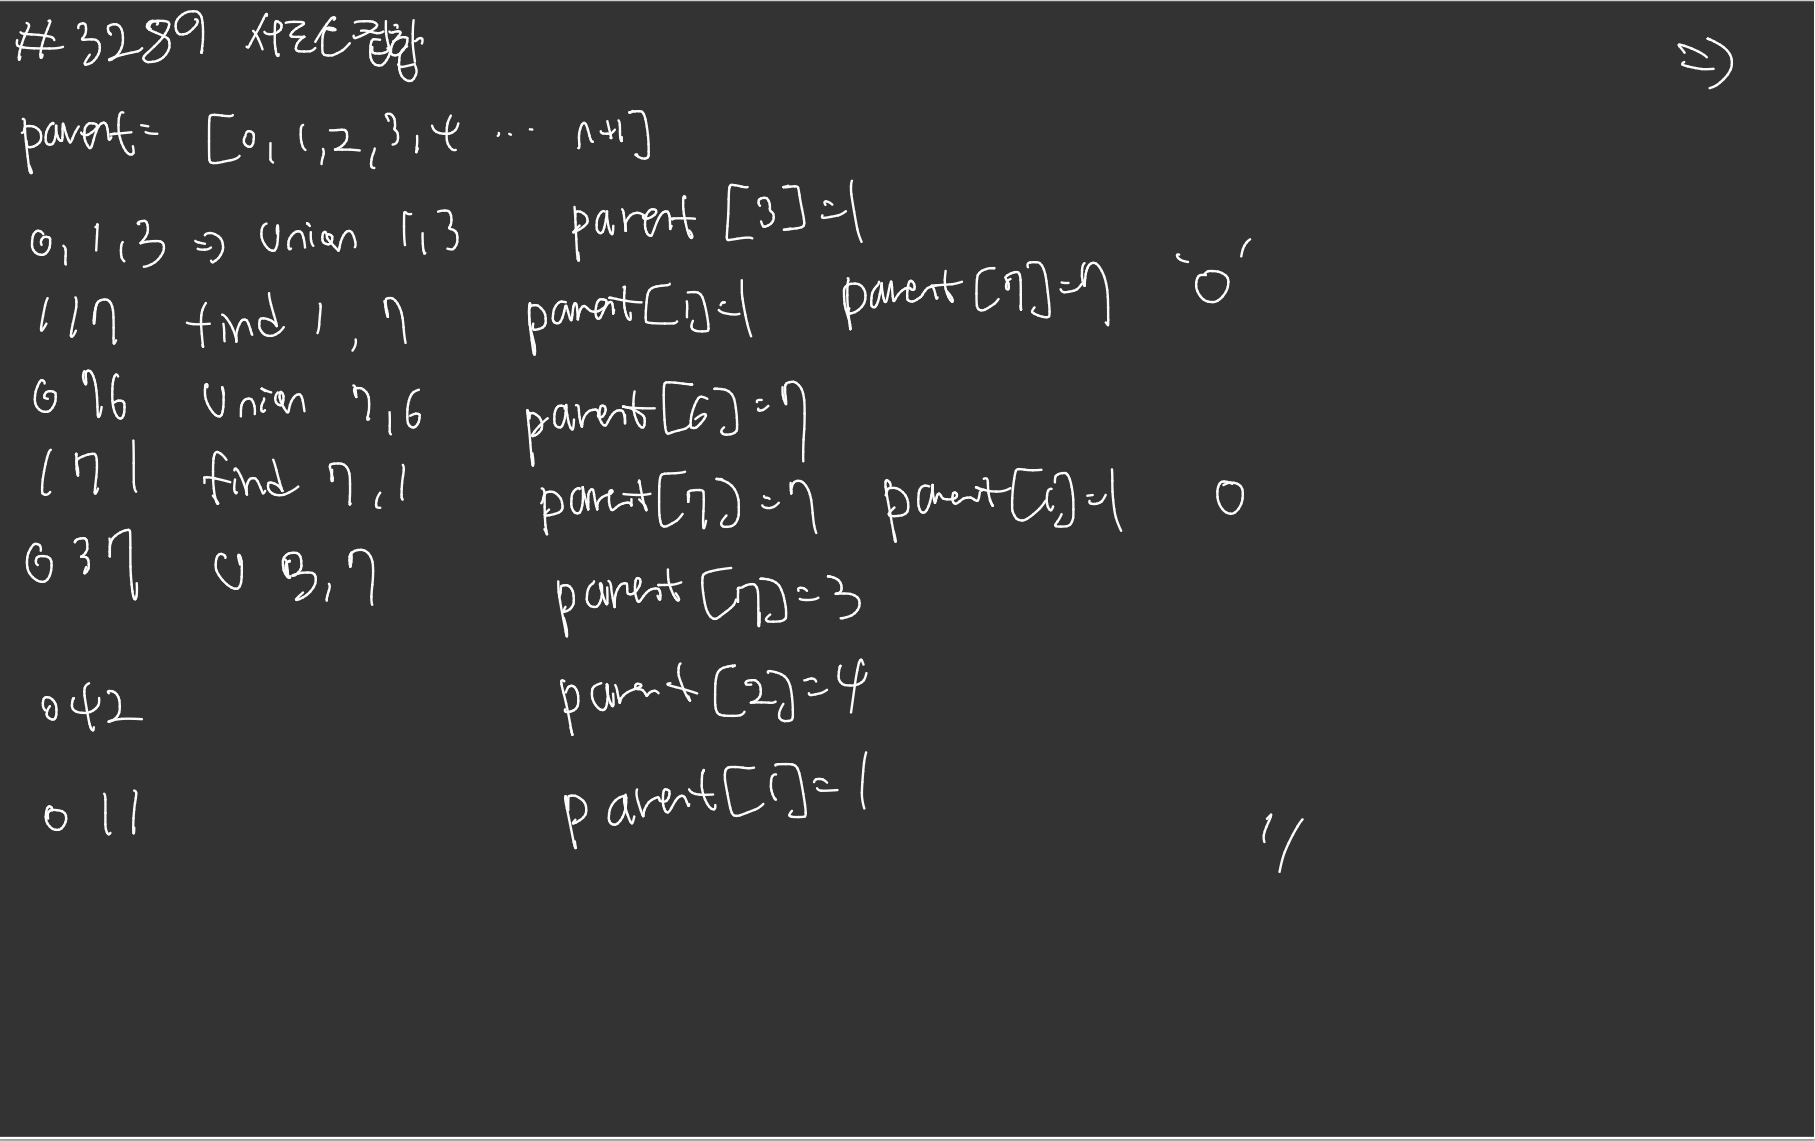 #3289 서로소집합
⇒
parent= [0, 1, 2, 3, 4 ... n+1]
0, 1, 3 ⇒ union 1, 3 parent [3]=1
1 1 7 find 1, 7 parent[1]=1 parent[7]=7 '0'
0 7 6 Union 7, 6 parent[6]=7
1 7 1 find 7, 1 parent[7]=7 parent[1]=1 0
0 3 7 U 3, 7 parent [7]=3
0 4 2 parent [2]=4
0 1 1 parent[1]=1